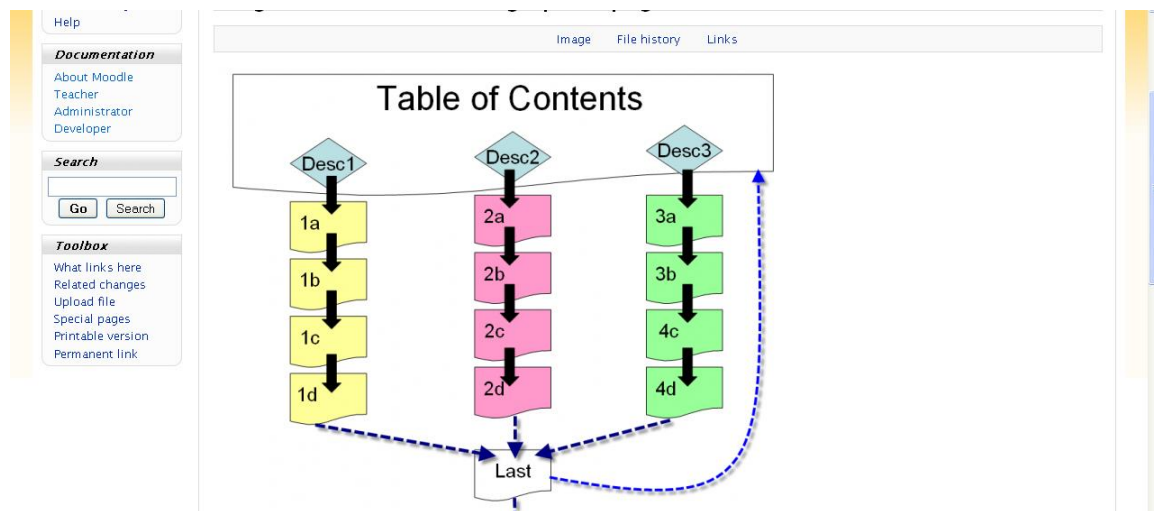 Help
Documentation
About Moodle
Teacher
Administrator
Developer
Search
Go Search
Toolbox
What links here
Related changes
Upload file
Special pages
Printable version
Permanent link
Image File history Links
Table of Contents
Desc1 Desc2 Desc3
1a 2a 3a
1b 2b 3b
1c 2c 4c
1d 2d 4d
Last